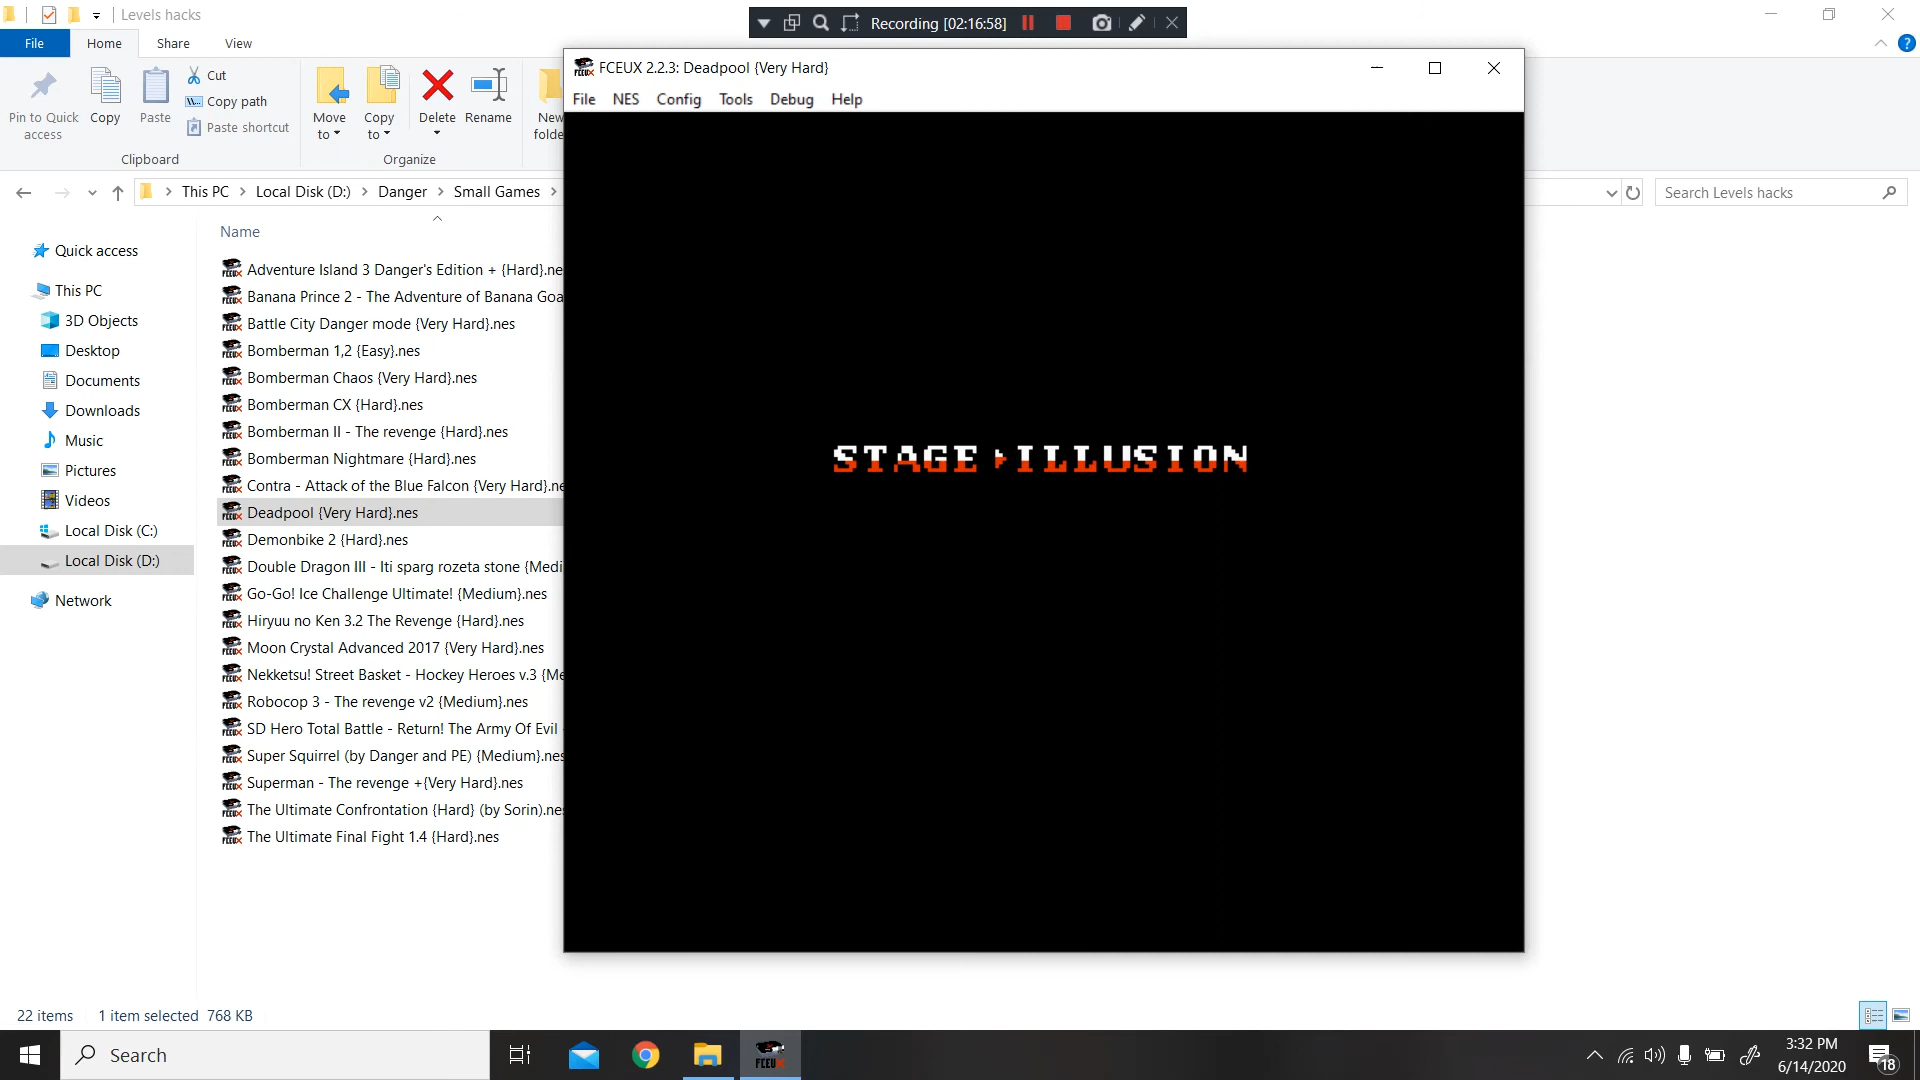 Levels hacks
Recording [02:16:58]
File
Home
Share
View
Pin to Quick access
Copy
Paste
Cut
Copy path
Paste shortcut
Clipboard
Move to
Copy to
Delete
Rename
New folde
Organize
FCEUX 2.2.3: Deadpool {Very Hard}
File NES Config Tools Debug Help
This PC > Local Disk (D:) > Danger > Small Games >
Search Levels hacks
Name
Quick access
This PC
3D Objects
Desktop
Documents
Downloads
Music
Pictures
Videos
Local Disk (C:)
Local Disk (D:)
Network
Adventure Island 3 Danger's Edition + {Hard}.ne
Banana Prince 2 - The Adventure of Banana Goa
Battle City Danger mode {Very Hard}.nes
Bomberman 1,2 {Easy}.nes
Bomberman Chaos {Very Hard}.nes
Bomberman CX {Hard}.nes
Bomberman II - The revenge {Hard}.nes
Bomberman Nightmare {Hard}.nes
Contra - Attack of the Blue Falcon {Very Hard}.ne
Deadpool {Very Hard}.nes
Demonbike 2 {Hard}.nes
Double Dragon III - Iti sparg rozeta stone {Medi
Go-Go! Ice Challenge Ultimate! {Medium}.nes
Hiryuu no Ken 3.2 The Revenge {Hard}.nes
Moon Crystal Advanced 2017 {Very Hard}.nes
Nekketsu! Street Basket - Hockey Heroes v.3 {Me
Robocop 3 - The revenge v2 {Medium}.nes
SD Hero Total Battle - Return! The Army Of Evil
Super Squirrel (by Danger and PE) {Medium}.nes
Superman - The revenge +{Very Hard}.nes
The Ultimate Confrontation {Hard} (by Sorin).nes
The Ultimate Final Fight 1.4 {Hard}.nes
STAGE ILLUSION
22 items 1 item selected 768 KB
Search
3:32 PM
6/14/2020
18